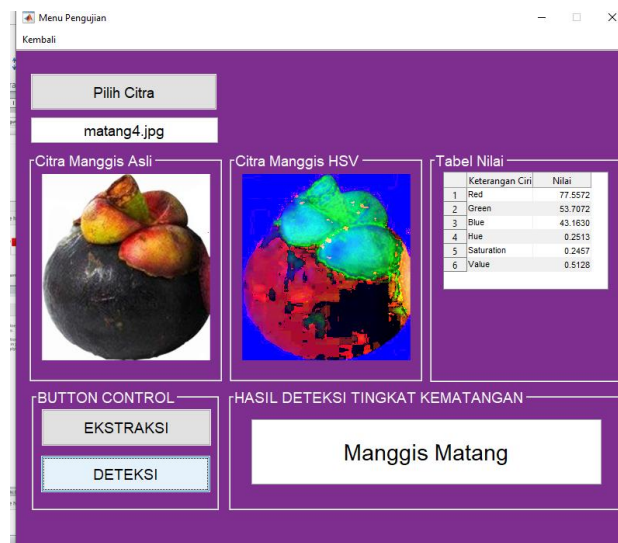 Menu Pengujian
Kembali
Pilih Citra
matang4.jpg
Citra Manggis Asli
Citra Manggis HSV
Tabel Nilai
Keterangan Ciri Nilai
1 Red 77.5572
2 Green 53.7072
3 Blue 43.1630
4 Hue 0.2513
5 Saturation 0.2457
6 Value 0.5128
BUTTON CONTROL
EKSTRAKSI
DETEKSI
HASIL DETEKSI TINGKAT KEMATANGAN
Manggis Matang